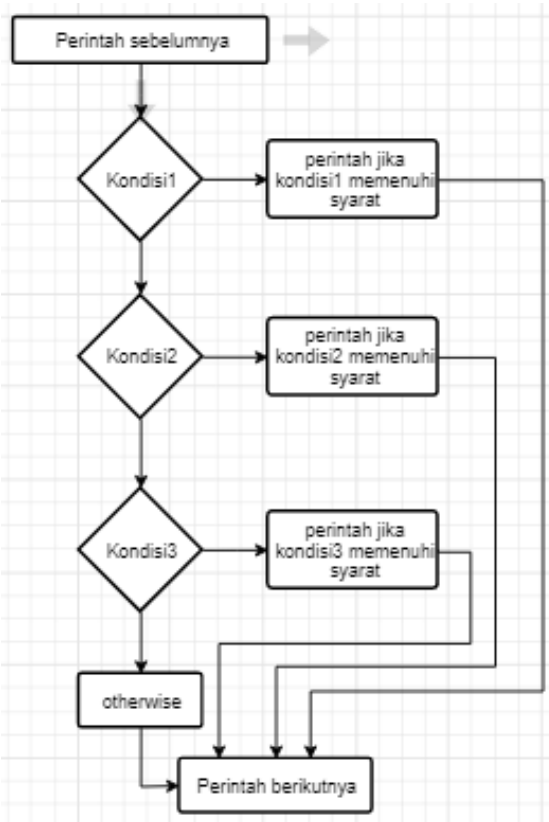 Perintah sebelumnya
Kondisi1
perintah jika
kondisi1 memenuhi
syarat
Kondisi2
perintah jika
kondisi2 memenuhi
syarat
Kondisi3
perintah jika
kondisi3 memenuhi
syarat
otherwise
Perintah berikutnya